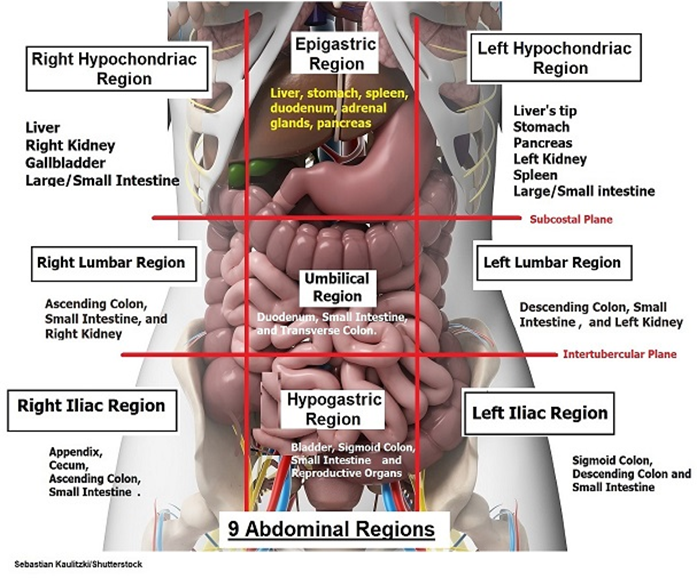 Right Hypochondriac
Region
Epigastric
Region
Left Hypochondriac
Region
Liver, stomach, spleen,
duodenum, adrenal
glands, pancreas
Liver
Right Kidney
Gallbladder
Large/Small Intestine
Liver's tip
Stomach
Pancreas
Left Kidney
Spleen
Large/Small intestine
Subcostal Plane
Right Lumbar Region
Umbilical
Region
Left Lumbar Region
Ascending Colon,
Small Intestine, and
Right Kidney
Duodenum, Small Intestine,
and Transverse Colon.
Descending Colon, Small
Intestine , and Left Kidney
Intertubercular Plane
Right Iliac Region
Hypogastric
Region
Left Iliac Region
Appendix,
Cecum,
Ascending Colon,
Small Intestine .
Bladder, Sigmoid Colon,
Small Intestine and
Reproductive Organs
Sigmoid Colon,
Descending Colon and
Small Intestine
9 Abdominal Regions
Sebastian Kaulitzki/Shutterstock